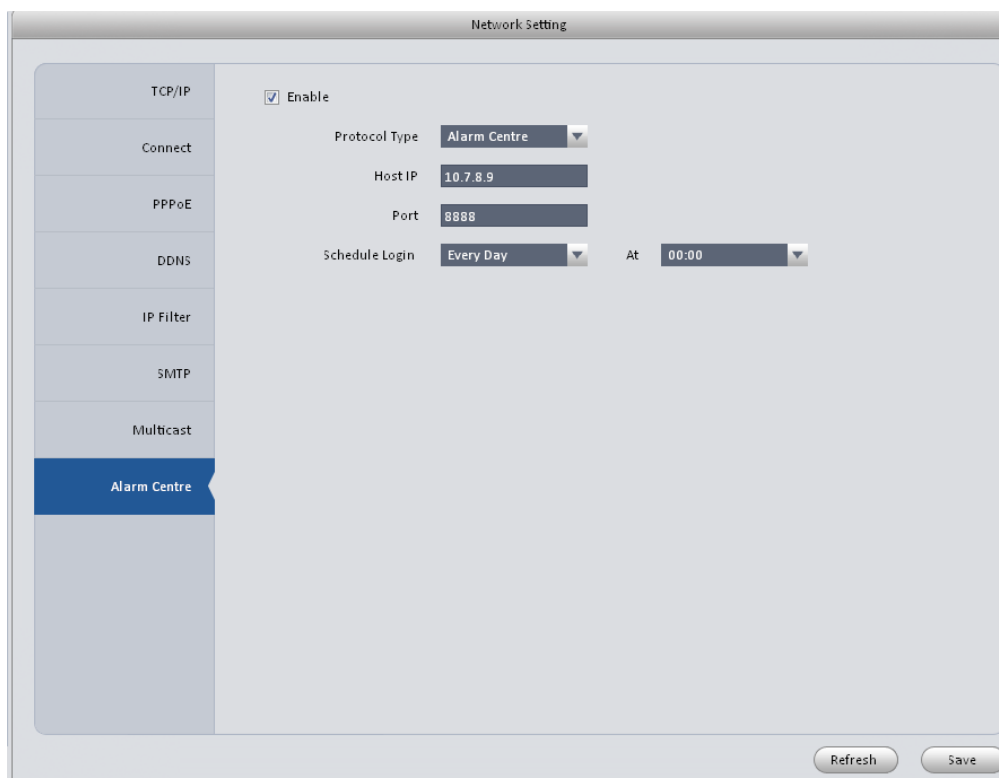 Network Setting
TCP/IP
Connect
PPPoE
DDNS
IP Filter
SMTP
Multicast
Alarm Centre
Enable
Protocol Type Alarm Centre
Host IP 10.7.8.9
Port 8888
Schedule Login Every Day At 00:00
Refresh Save